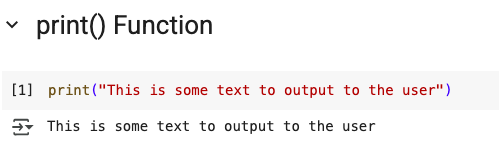 print() Function
[1] print("This is some text to output to the user")
This is some text to output to the user